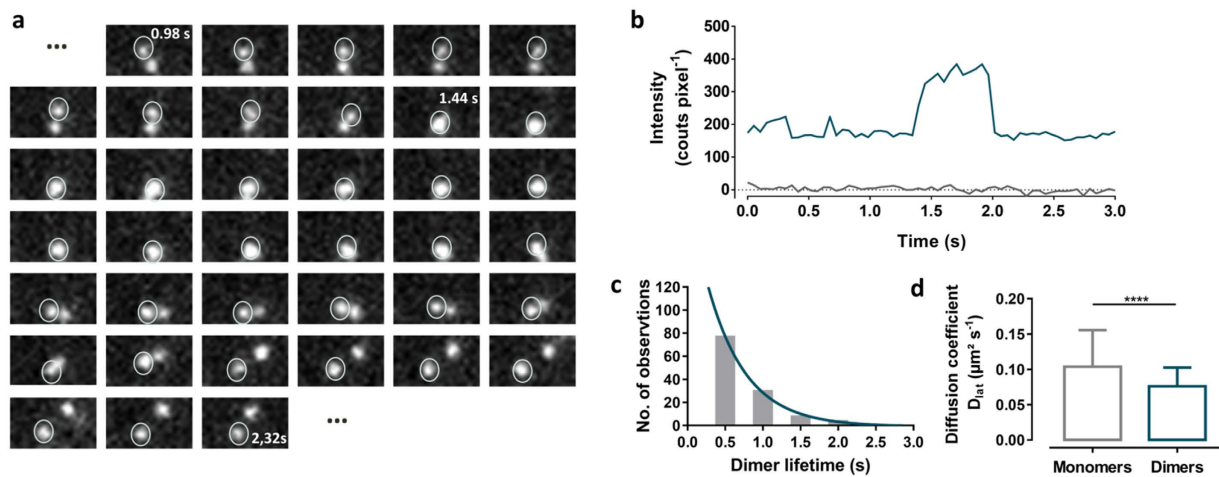 a
...
0.98 s
1.44 s
2,32s
...
b
Intensity
(couts pixel-1)
500
400
300
200
100
0
0.0 0.5 1.0 1.5 2.0 2.5 3.0
Time (s)
c
No. of observtions
120
100
80
60
40
20
0
0.0 0.5 1.0 1.5 2.0 2.5 3.0
Dimer lifetime (s)
d
Diffusion coefficient
Dlat (µm² s-1)
0.20
0.15
0.10
0.05
0.00
****
Monomers Dimers